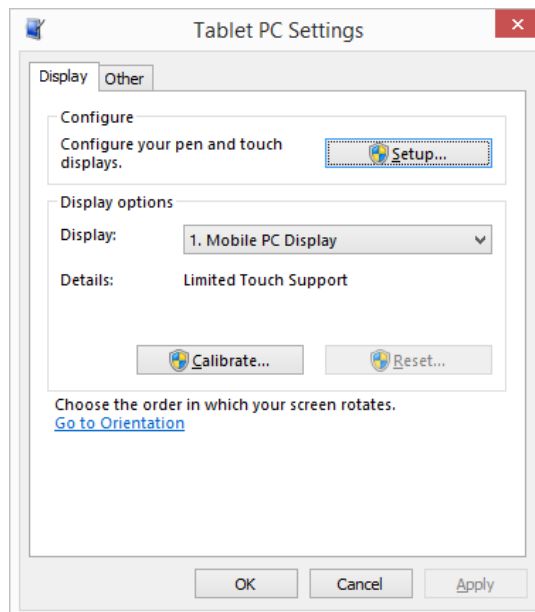 Tablet PC Settings
Display Other
Configure
Configure your pen and touch
displays.
Setup...
Display options
Display: 1. Mobile PC Display
Details: Limited Touch Support
Calibrate... Reset...
Choose the order in which your screen rotates.
Go to Orientation
OK Cancel Apply